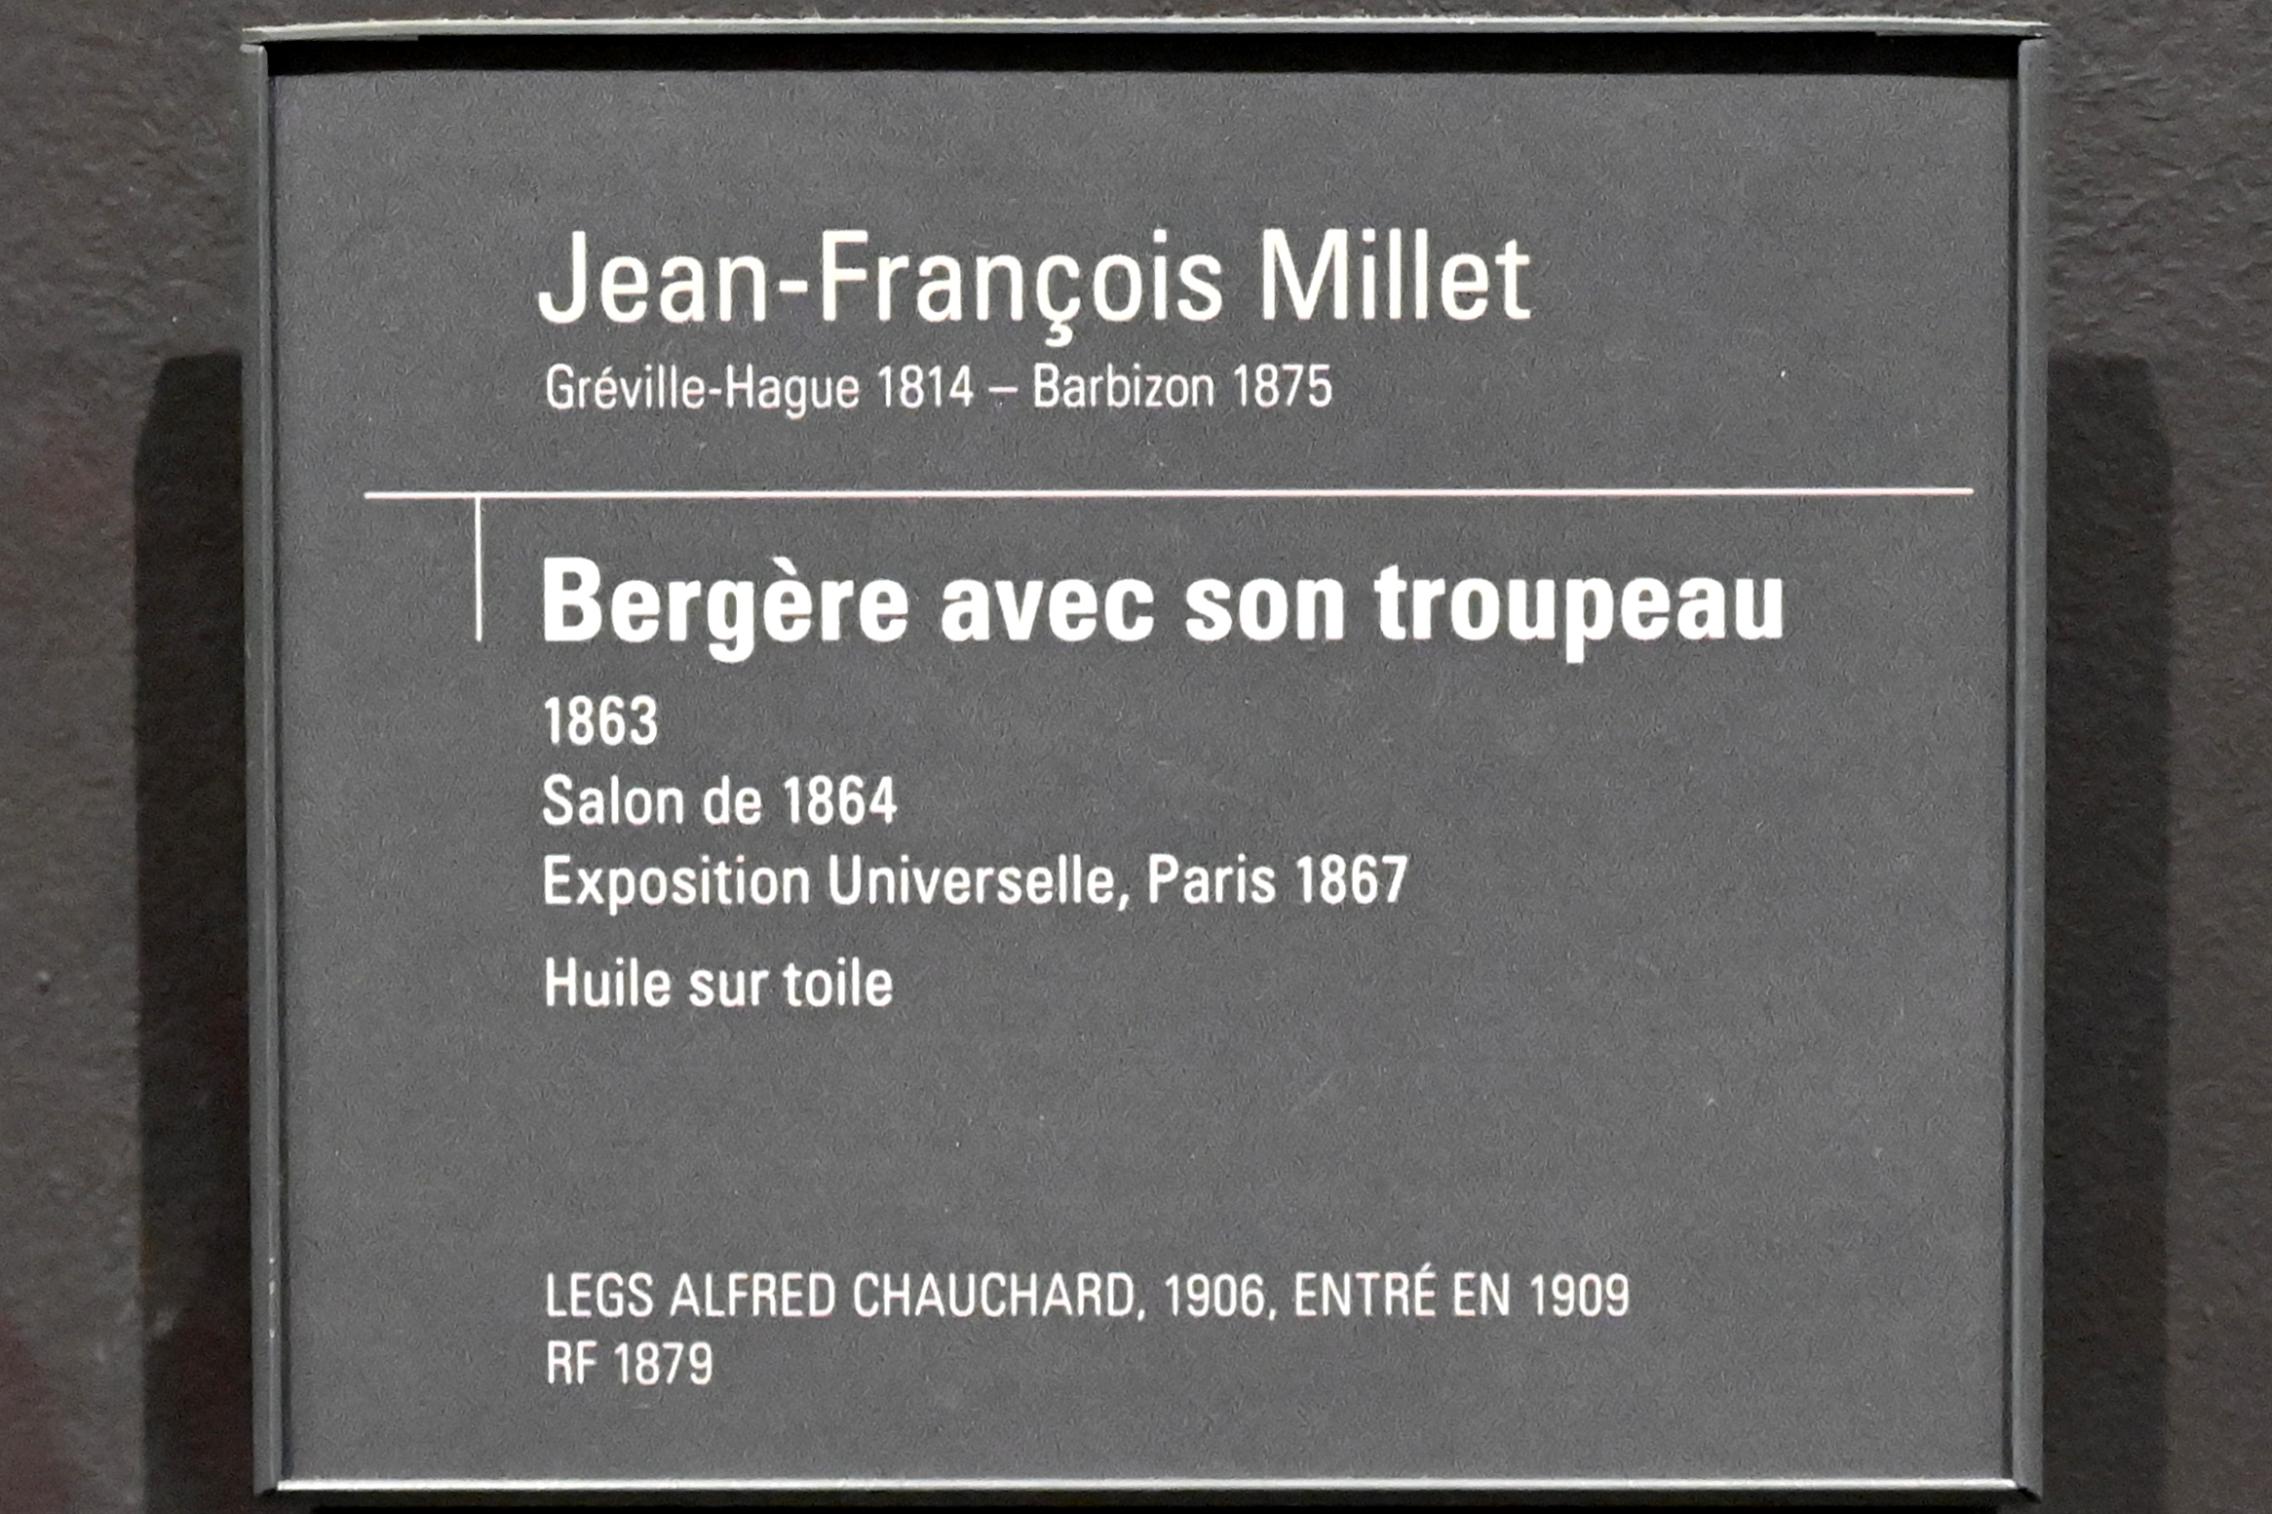 Jean-François Millet
Gréville-Hague 1814 – Barbizon 1875
Bergère avec son troupeau
1863
Salon de 1864
Exposition Universelle, Paris 1867
Huile sur toile
LEGS ALFRED CHAUCHARD, 1906, ENTRÉ EN 1909
RF 1879